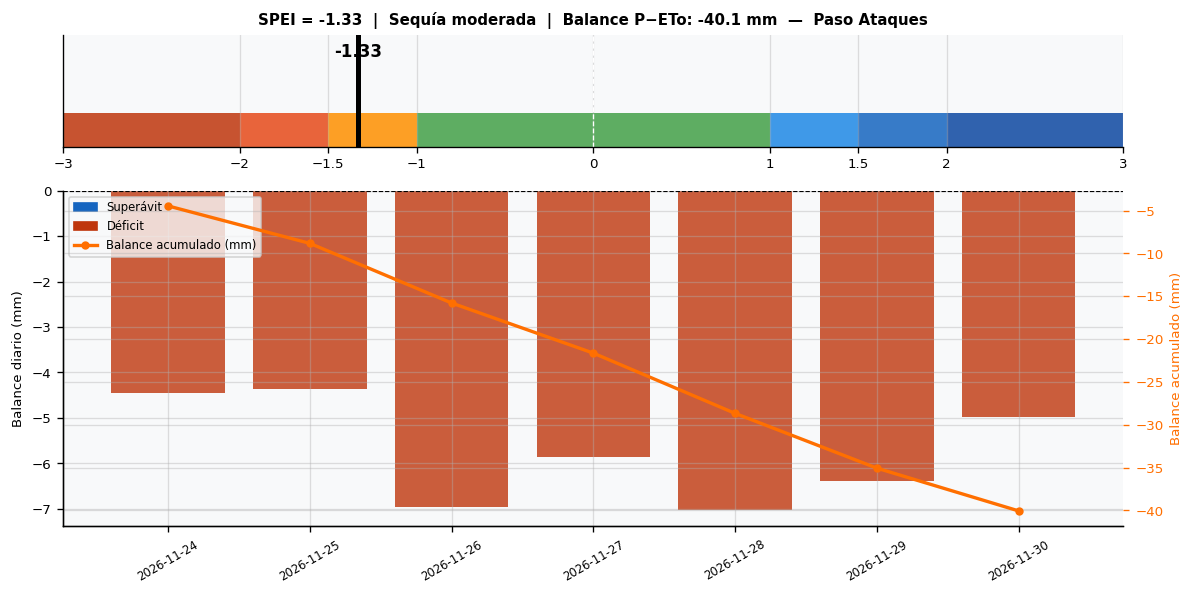 SPEI = -1.33  |  Sequía moderada  |  Balance P−ETo: -40.1 mm  —  Paso Ataques
-1.33
−3 −2 −1.5 −1 0 1 1.5 2 3
Superávit
Déficit
Balance acumulado (mm)
Balance diario (mm)
0
−1
−2
−3
−4
−5
−6
−7
−5
−10
−15
−20
−25
−30
−35
−40
Balance acumulado (mm)
2026-11-24 2026-11-25 2026-11-26 2026-11-27 2026-11-28 2026-11-29 2026-11-30